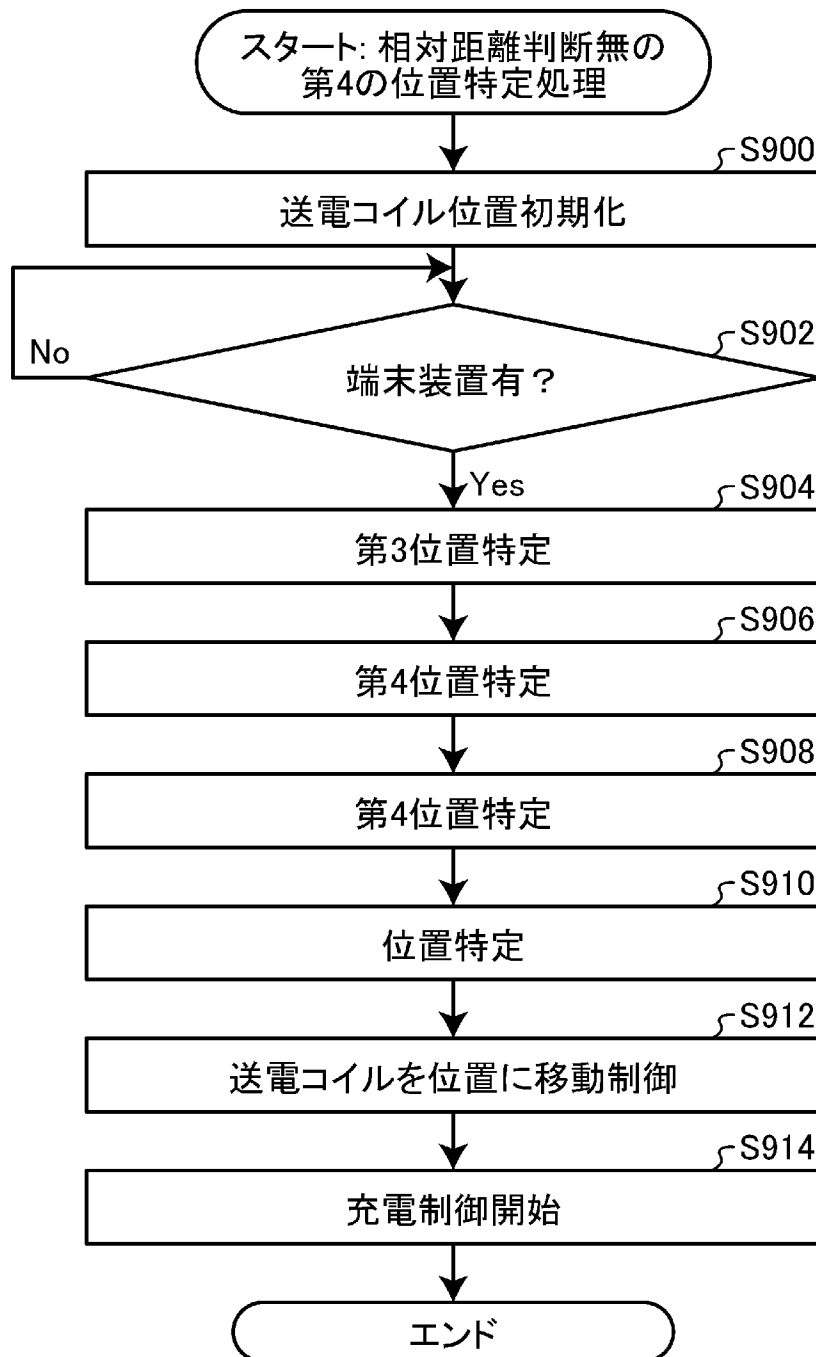 スタート: 相対距離判断無の
第4の位置特定処理
S900
送電コイル位置初期化
S902
No
端末装置有？
Yes
S904
第3位置特定
S906
第4位置特定
S908
第4位置特定
S910
位置特定
S912
送電コイルを位置に移動制御
S914
充電制御開始
エンド